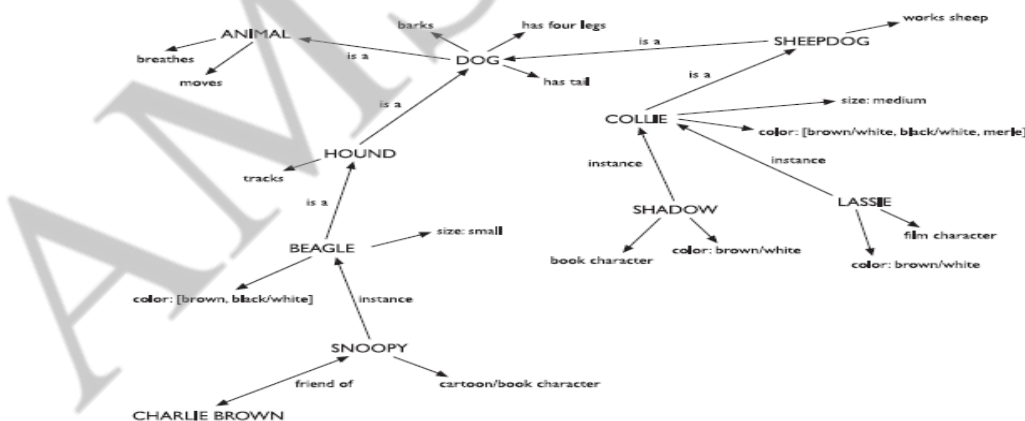 works sheep
barks
has four legs
ANIMAL
is a
SHEEPDOG
breathes
is a
DOG
moves
has tail
is a
is a
size: medium
COLLIE
color: [brown/white, black/white, merle]
HOUND
instance
instance
tracks
is a
SHADOW
LASSIE
size: small
film character
BEAGLE
book character
color: brown/white
color: brown/white
color: [brown, black/white]
instance
SNOOPY
friend of
cartoon/book character
CHARLIE BROWN
AMS